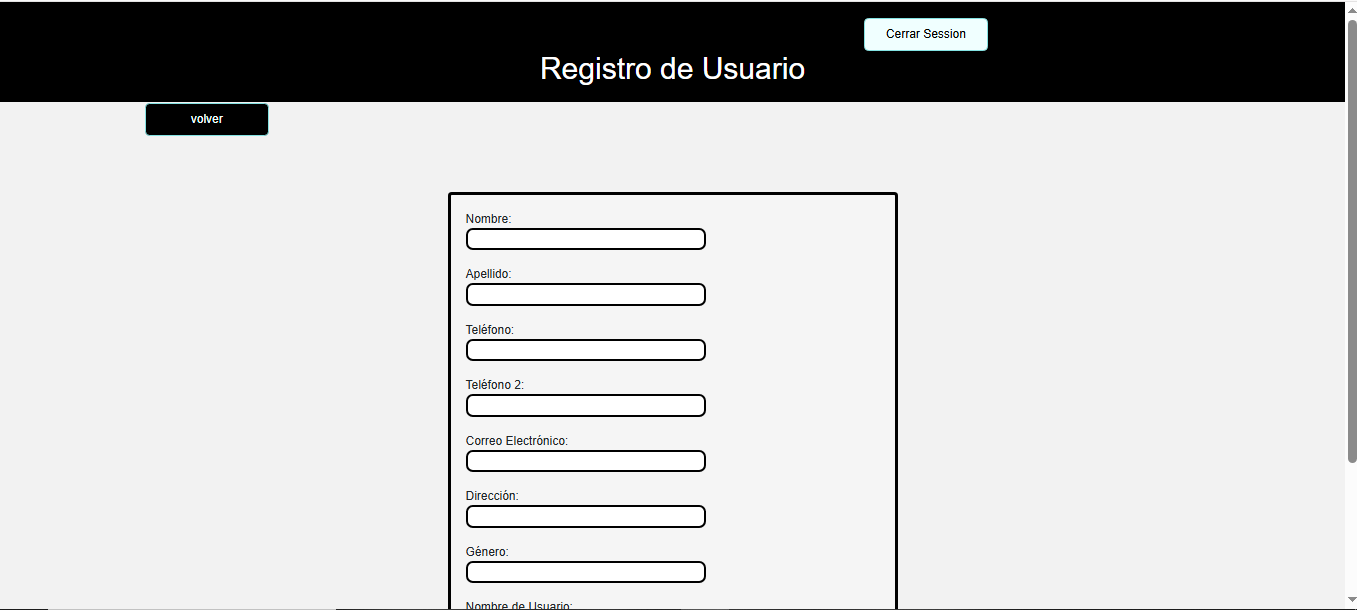 Cerrar Session
Registro de Usuario
volver
Nombre:
Apellido:
Teléfono:
Teléfono 2:
Correo Electrónico:
Dirección:
Género:
Nombre de Usuario: